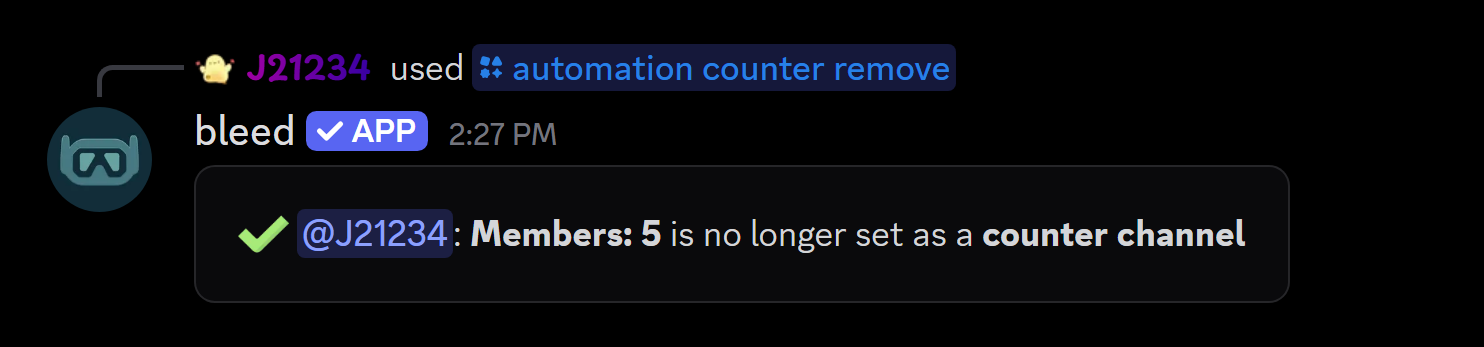 J21234 used automation counter remove
bleed APP 2:27 PM
@J21234: Members: 5 is no longer set as a counter channel